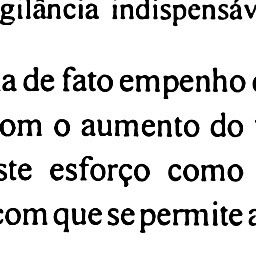 gilância indispensáv
a de fato empenho
om o aumento do
ste esforço como
com que se permite a